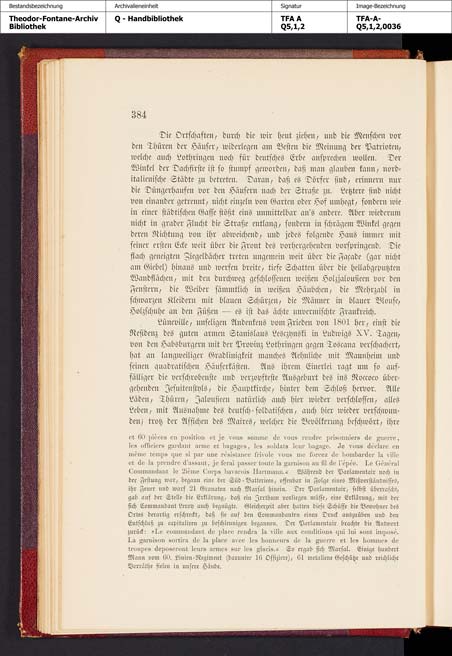 Bestandsbezeichnung
Archivalieneinheit
Signatur
Image-Bezeichnung
Theodor-Fontane-Archiv
Bibliothek
Q - Handbibliothek
TFA A
Q5,1,2
TFA-A-
Q5,1,2,0036
384
Die Ortschaften, durch die wir heut ziehen, und die Menschen vor
den Thüren der Häuser, widerlegen am Besten die Meinung der Patrioten,
welche auch Lothringen noch für deutsches Erbe ansprechen wollen. Der
Winkel der Dachfirste ist so stumpf geworden, daß man glauben kann, nord-
italienische Städte zu betreten. Daran, daß es Dörfer sind, erinnern nur
die Düngerhaufen vor den Häusern nach der Straße zu. Letztre sind nicht
von einander getrennt, nicht einzeln von Garten oder Hof umhegt, sondern wie
in einer städtischen Gasse stößt eins unmittelbar an's andere. Aber wiederum
nicht in grader Flucht die Straße entlang, sondern in schrägem Winkel gegen
deren Richtung von ihr abweichend, und jedes folgende Haus immer mit
seiner ersten Ecke weit über die Front des vorhergehenden vorspringend. Die
flach geneigten Ziegeldächer treten ungemein weit über die Façade (gar nicht
am Giebel) hinaus und werfen breite, tiefe Schatten über die hellabgeputzten
Wandflächen, mit den durchweg geschlossenen weißen Holzjalousieen vor den
Fenstern, die Weiber sämmtlich in weißen Häubchen, die Mehrzahl in
schwarzen Kleidern mit blauen Schürzen, die Männer in blauer Blouse,
Holzschuhe an den Füßen — es ist das ächte unvermischte Frankreich.
Lüneville, unseligen Andenkens vom Frieden von 1801 her, einst die
Residenz des guten armen Stanislaus Lesczynski in Ludwigs XV. Tagen,
von den Habsburgern mit der Provinz Lothringen gegen Toscana verschachert,
hat an langweiliger Gradlinigkeit manches Aehnliche mit Mannheim und
seinen quadratischen Häuserkästen. Aus ihrem Einerlei ragt um so auf-
fälliger die verschrobenste und verzopfteste Ausgeburt des ins Rococo über-
gehenden Jesuitenstyls, die Hauptkirche, hinter dem Schloß hervor. Alle
Läden, Thüren, Jalousieen natürlich auch hier wieder verschlossen, alles
Leben, mit Ausnahme des deutsch-soldatischen, auch hier wieder verschwun-
den; trotz der Affichen des Maires, welcher die Bevölkerung beschwört, ihre
et 60 pièces en position et je vous somme de vous rendre prisonniers de guerre,
les officiers gardant arme et bagages, les soldats leur bagage. Je vous déclare en
même temps que si par une résistance frivole vous me forcez de bombarder la ville
et de la prendre d'assaut, je ferai passer toute la garnison au fil de l'épée. Le Général
Commandant le 2ième Corps bavarois Hartmann.« Während der Parlamentair noch in
der Festung war, begann eine der Süd-Batterien, offenbar in Folge eines Mißverständnisses,
ihr Feuer und warf 21 Granaten nach Marsal hinein. Der Parlamentair, selbst überrascht,
gab auf der Stelle die Erklärung, daß ein Irrthum vorliegen müsse, eine Erklärung, mit der
sich Commandant Leroy auch begnügte. Gleichzeitig aber hatten diese Schüsse die Bewohner des
Ortes derartig erschreckt, daß sie auf den Commandanten einen Druck ausgeübt und den
Entschluß zu capituliren zu beschleunigen begannen. Der Parlamentair brachte die Antwort
zurück: »Le commandant de place rendra la ville aux conditions qui lui sont imposé.
La garnison sortira de la place avec les honneurs de la guerre et les hommes de
troupes deposeront leurs armes sur les glacis.« So ergab sich Marsal. Einige hundert
Mann vom 60. Linien-Regiment (darunter 16 Offiziere), 61 metallene Geschütze und reichliche
Vorräthe fielen in unsre Hände.